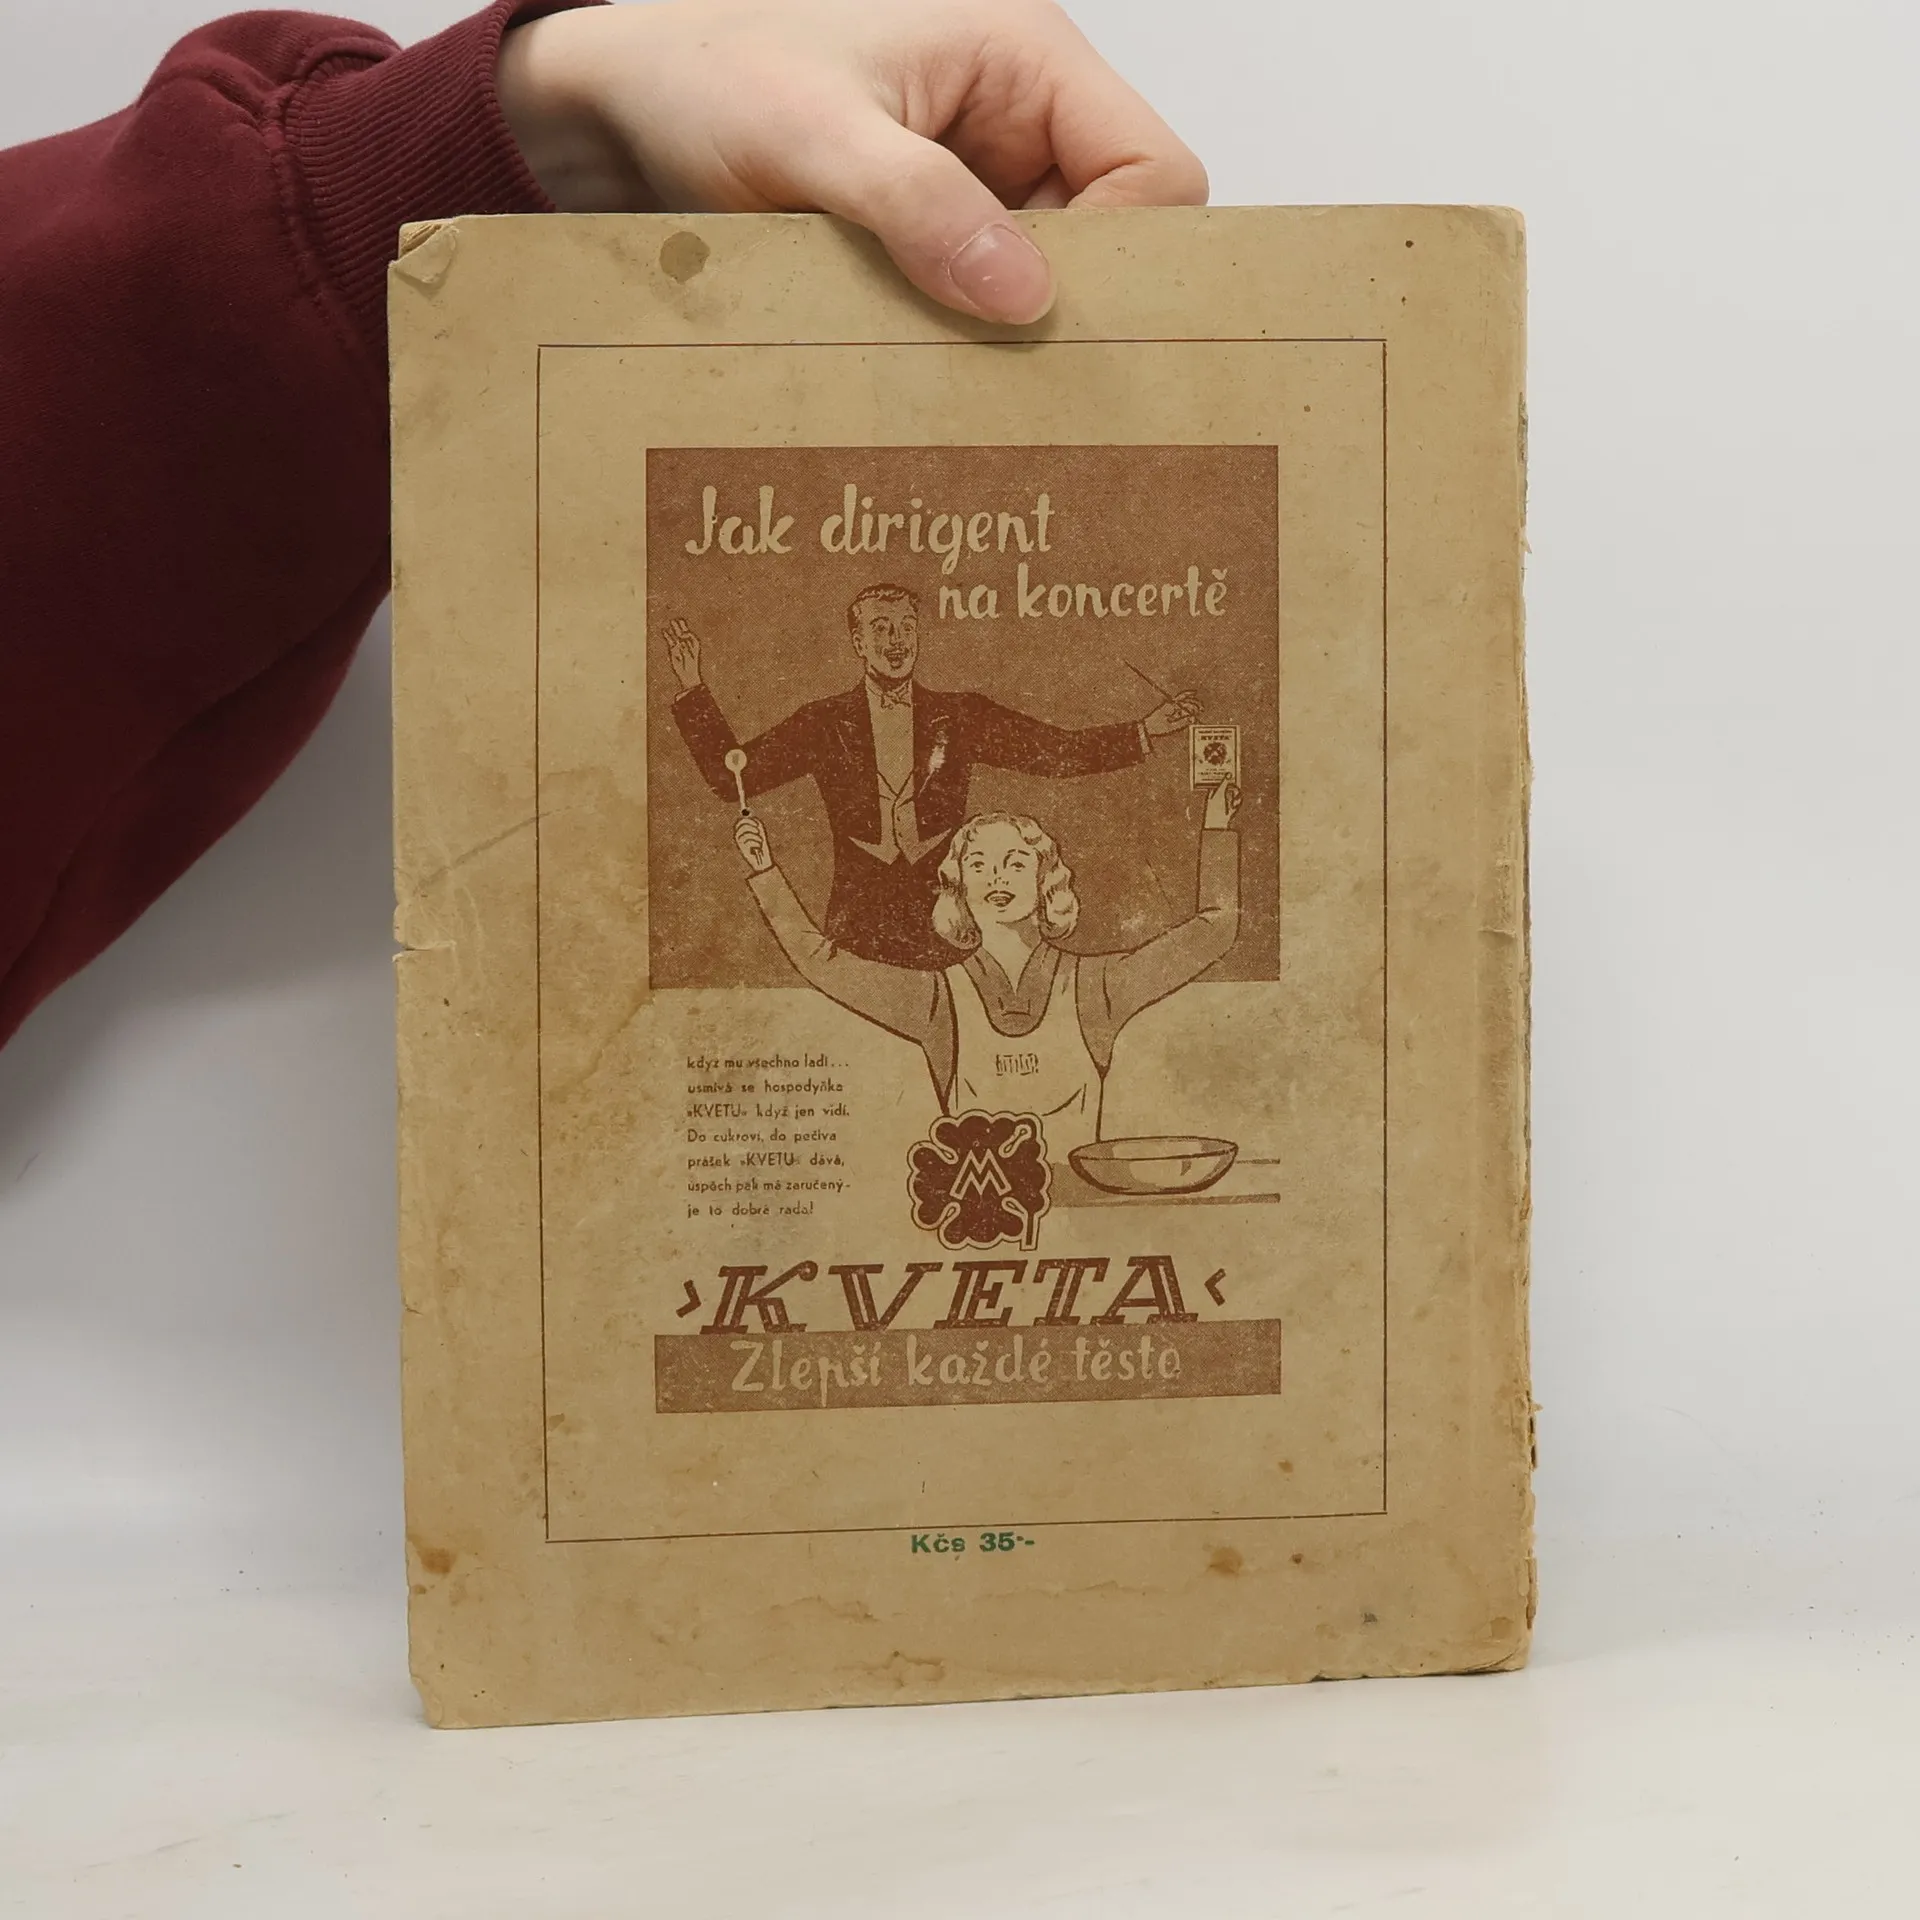 Jak dirigent
na koncertě
KVETA
když mu všechno ladí...
usmívá se hospodyňka
»KVETU« když jen vidí.
Do cukroví, do pečiva
prášek »KVETU« dává,
úspěch pak má zaručený-
je to dobrá rada!
M
›KVETA‹
Zlepší každé těsto
Kčs 35·-